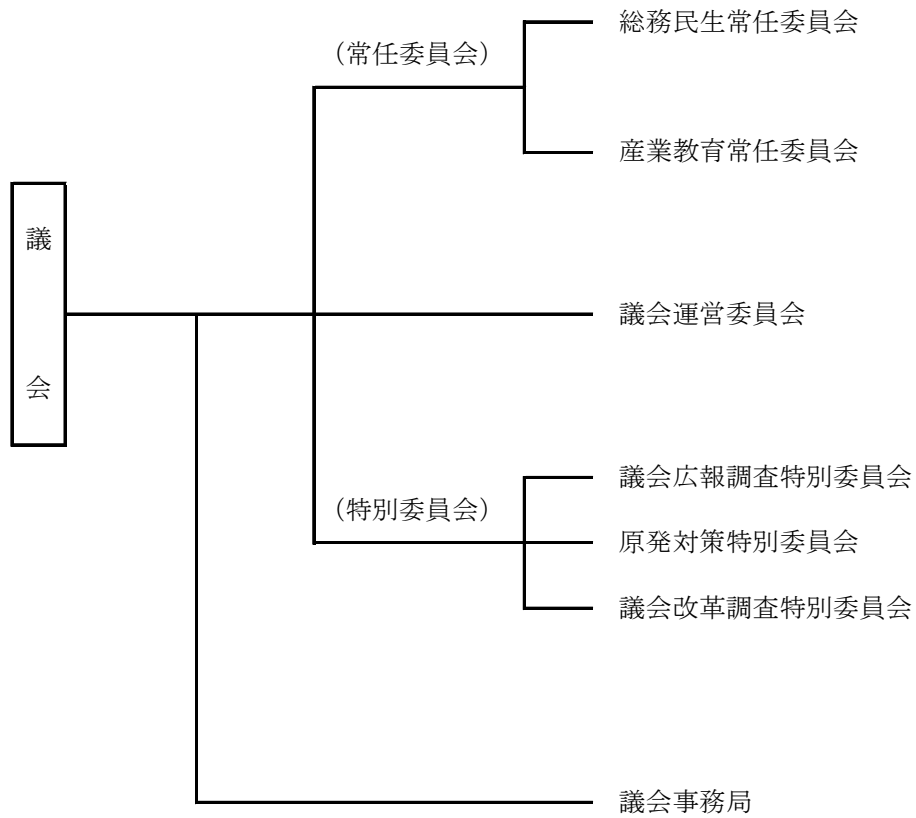 総務民生常任委員会
（常任委員会）
産業教育常任委員会
議会
議会運営委員会
議会広報調査特別委員会
（特別委員会）
原発対策特別委員会
議会改革調査特別委員会
議会事務局